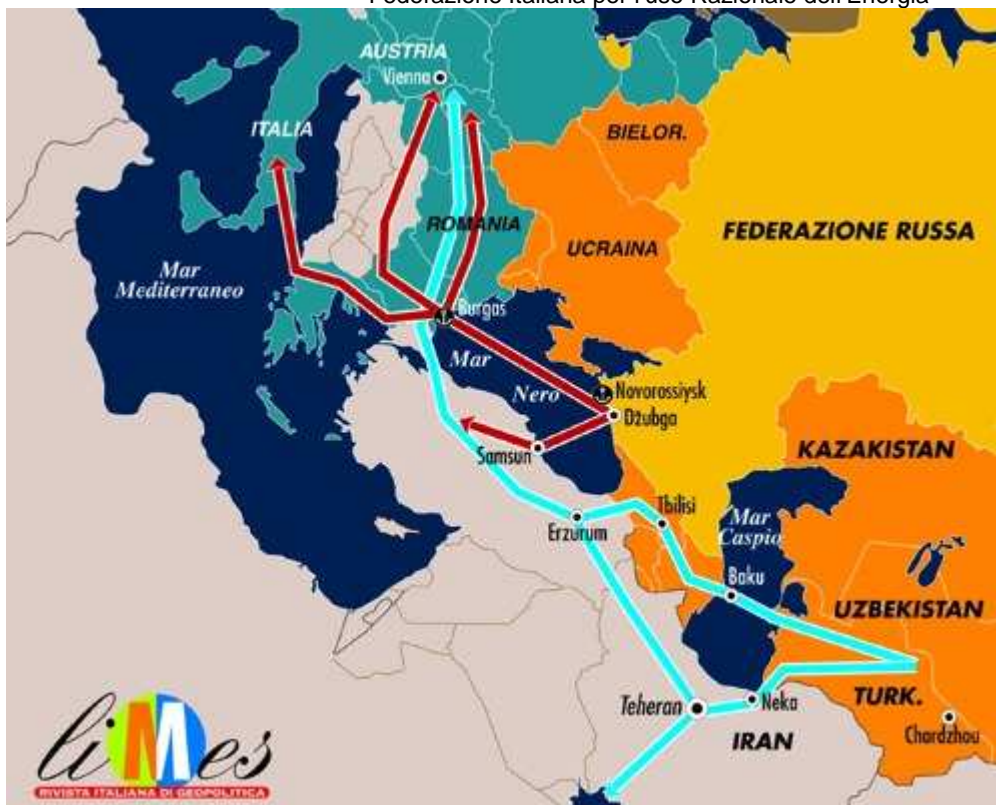 Federazione Italiana per l'uso Razionale dell'Energia
AUSTRIA
Vienna
ITALIA
BIELOR.
ROMANIA
UCRAINA
FEDERAZIONE RUSSA
Mar
Mediterraneo
Burgas
Mar
Nero
Novorossiysk
Džubga
Samsun
KAZAKISTAN
Tbilisi
Mar
Caspio
Erzurum
Baku
UZBEKISTAN
Teheran
Neka
TURK.
IRAN
Chardzhou
liMes
RIVISTA ITALIANA DI GEOPOLITICA